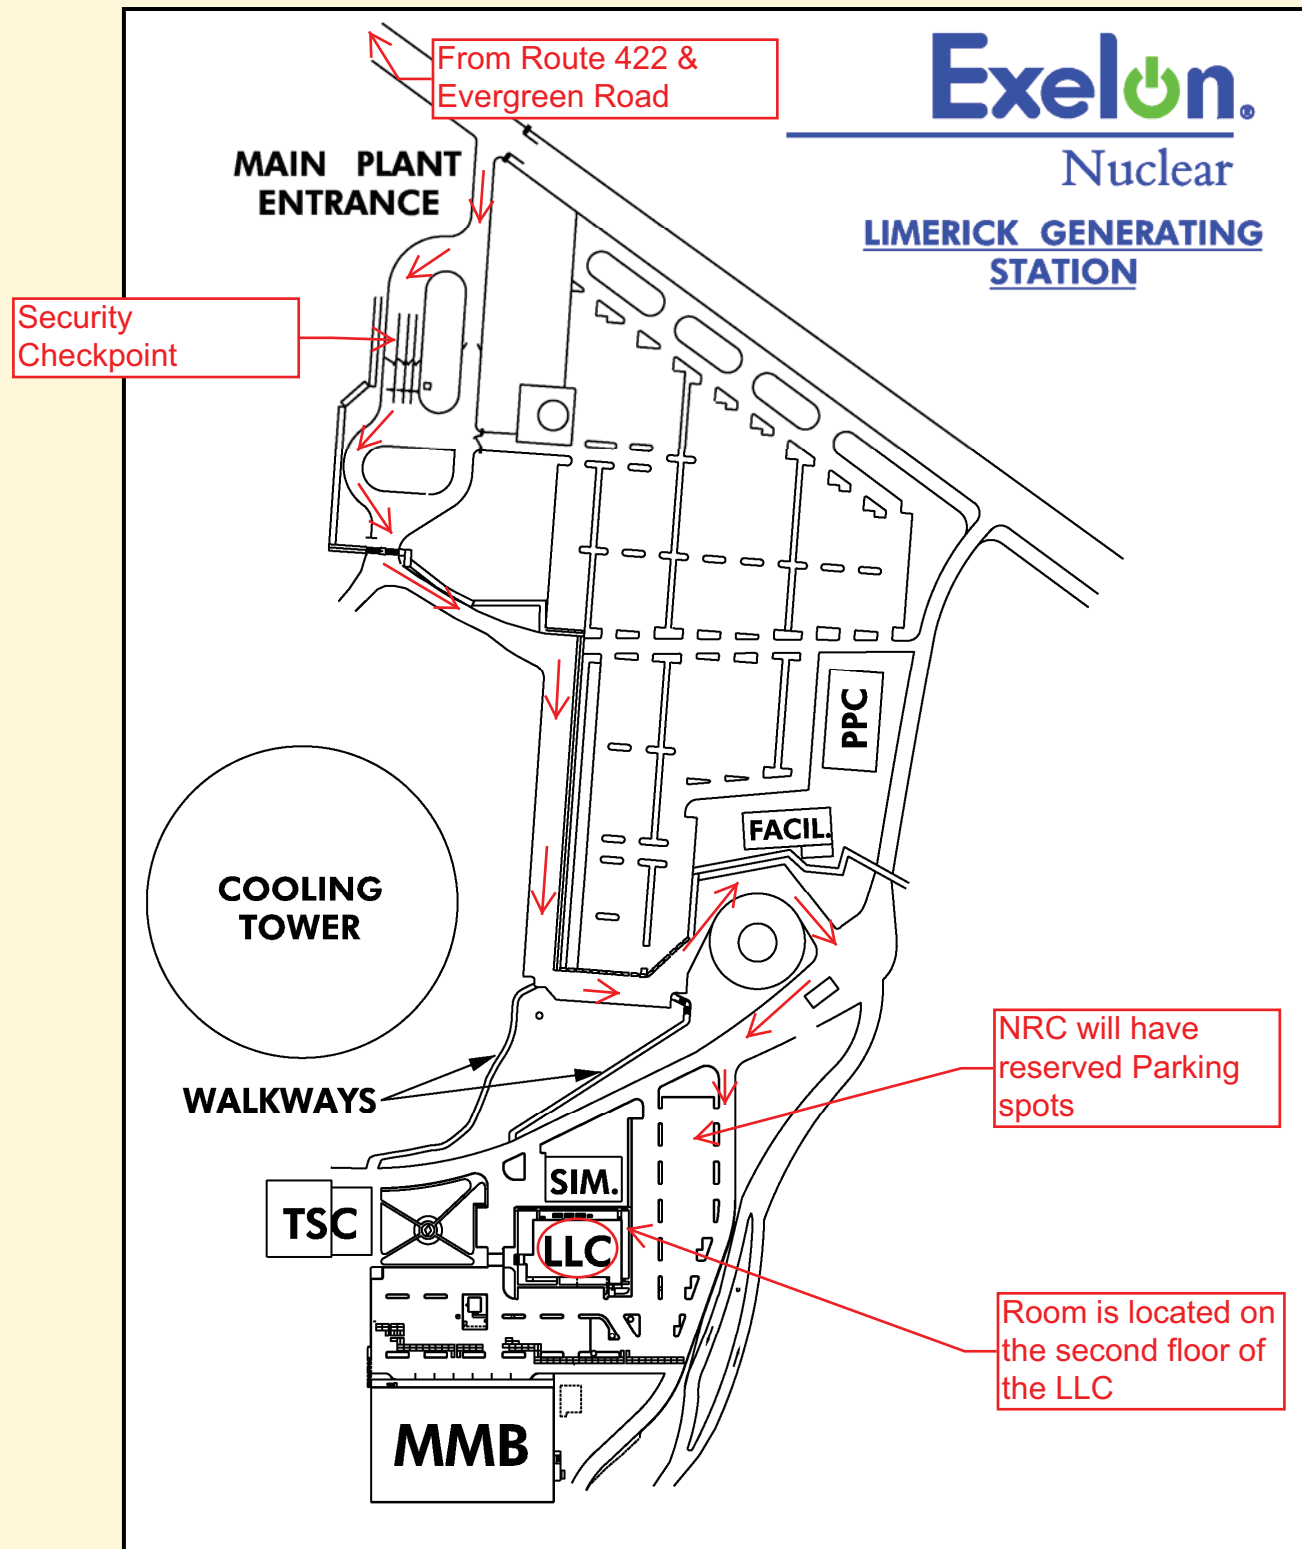 From Route 422 &
Evergreen Road
Exelon®
Nuclear
LIMERICK GENERATING
STATION
MAIN PLANT
ENTRANCE
Security
Checkpoint
PPC
FACIL.
COOLING
TOWER
NRC will have
reserved Parking
spots
WALKWAYS
SIM.
TSC
LLC
Room is located on
the second floor of
the LLC
MMB